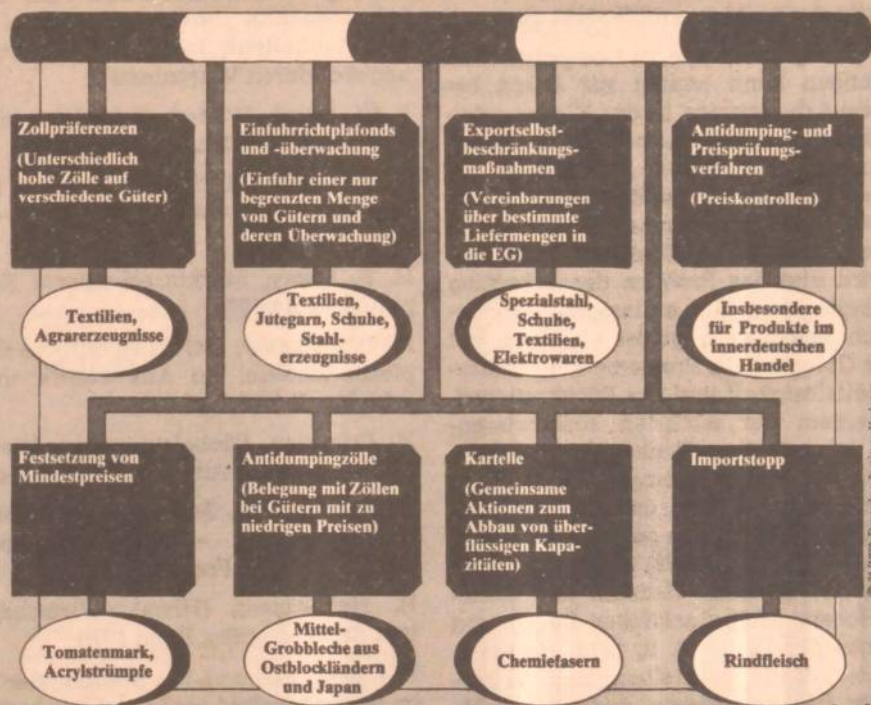 Zollpräferenzen
(Unterschiedlich
hohe Zölle auf
verschiedene Güter)
Textilien,
Agrarerzeugnisse
Einfuhrrichtplafonds
und -überwachung
(Einfuhr einer nur
begrenzten Menge
von Gütern und
deren Überwachung)
Textilien,
Jutegarn, Schuhe,
Stahl-
erzeugnisse
Exportselbst-
beschränkungs-
maßnahmen
(Vereinbarungen
über bestimmte
Liefermengen in
die EG)
Spezialstahl,
Schuhe,
Textilien,
Elektrowaren
Antidumping- und
Preisprüfungs-
verfahren
(Preiskontrollen)
Insbesondere
für Produkte im
innerdeutschen
Handel
Festsetzung von
Mindestpreisen
Tomatenmark,
Acrylstrümpfe
Antidumpingzölle
(Belegung mit Zöllen
bei Gütern mit zu
niedrigen Preisen)
Mittel-
Grobbleche aus
Ostblockländern
und Japan
Kartelle
(Gemeinsame
Aktionen zum
Abbau von über-
flüssigen Kapa-
zitäten)
Chemiefasern
Importstopp
Rindfleisch